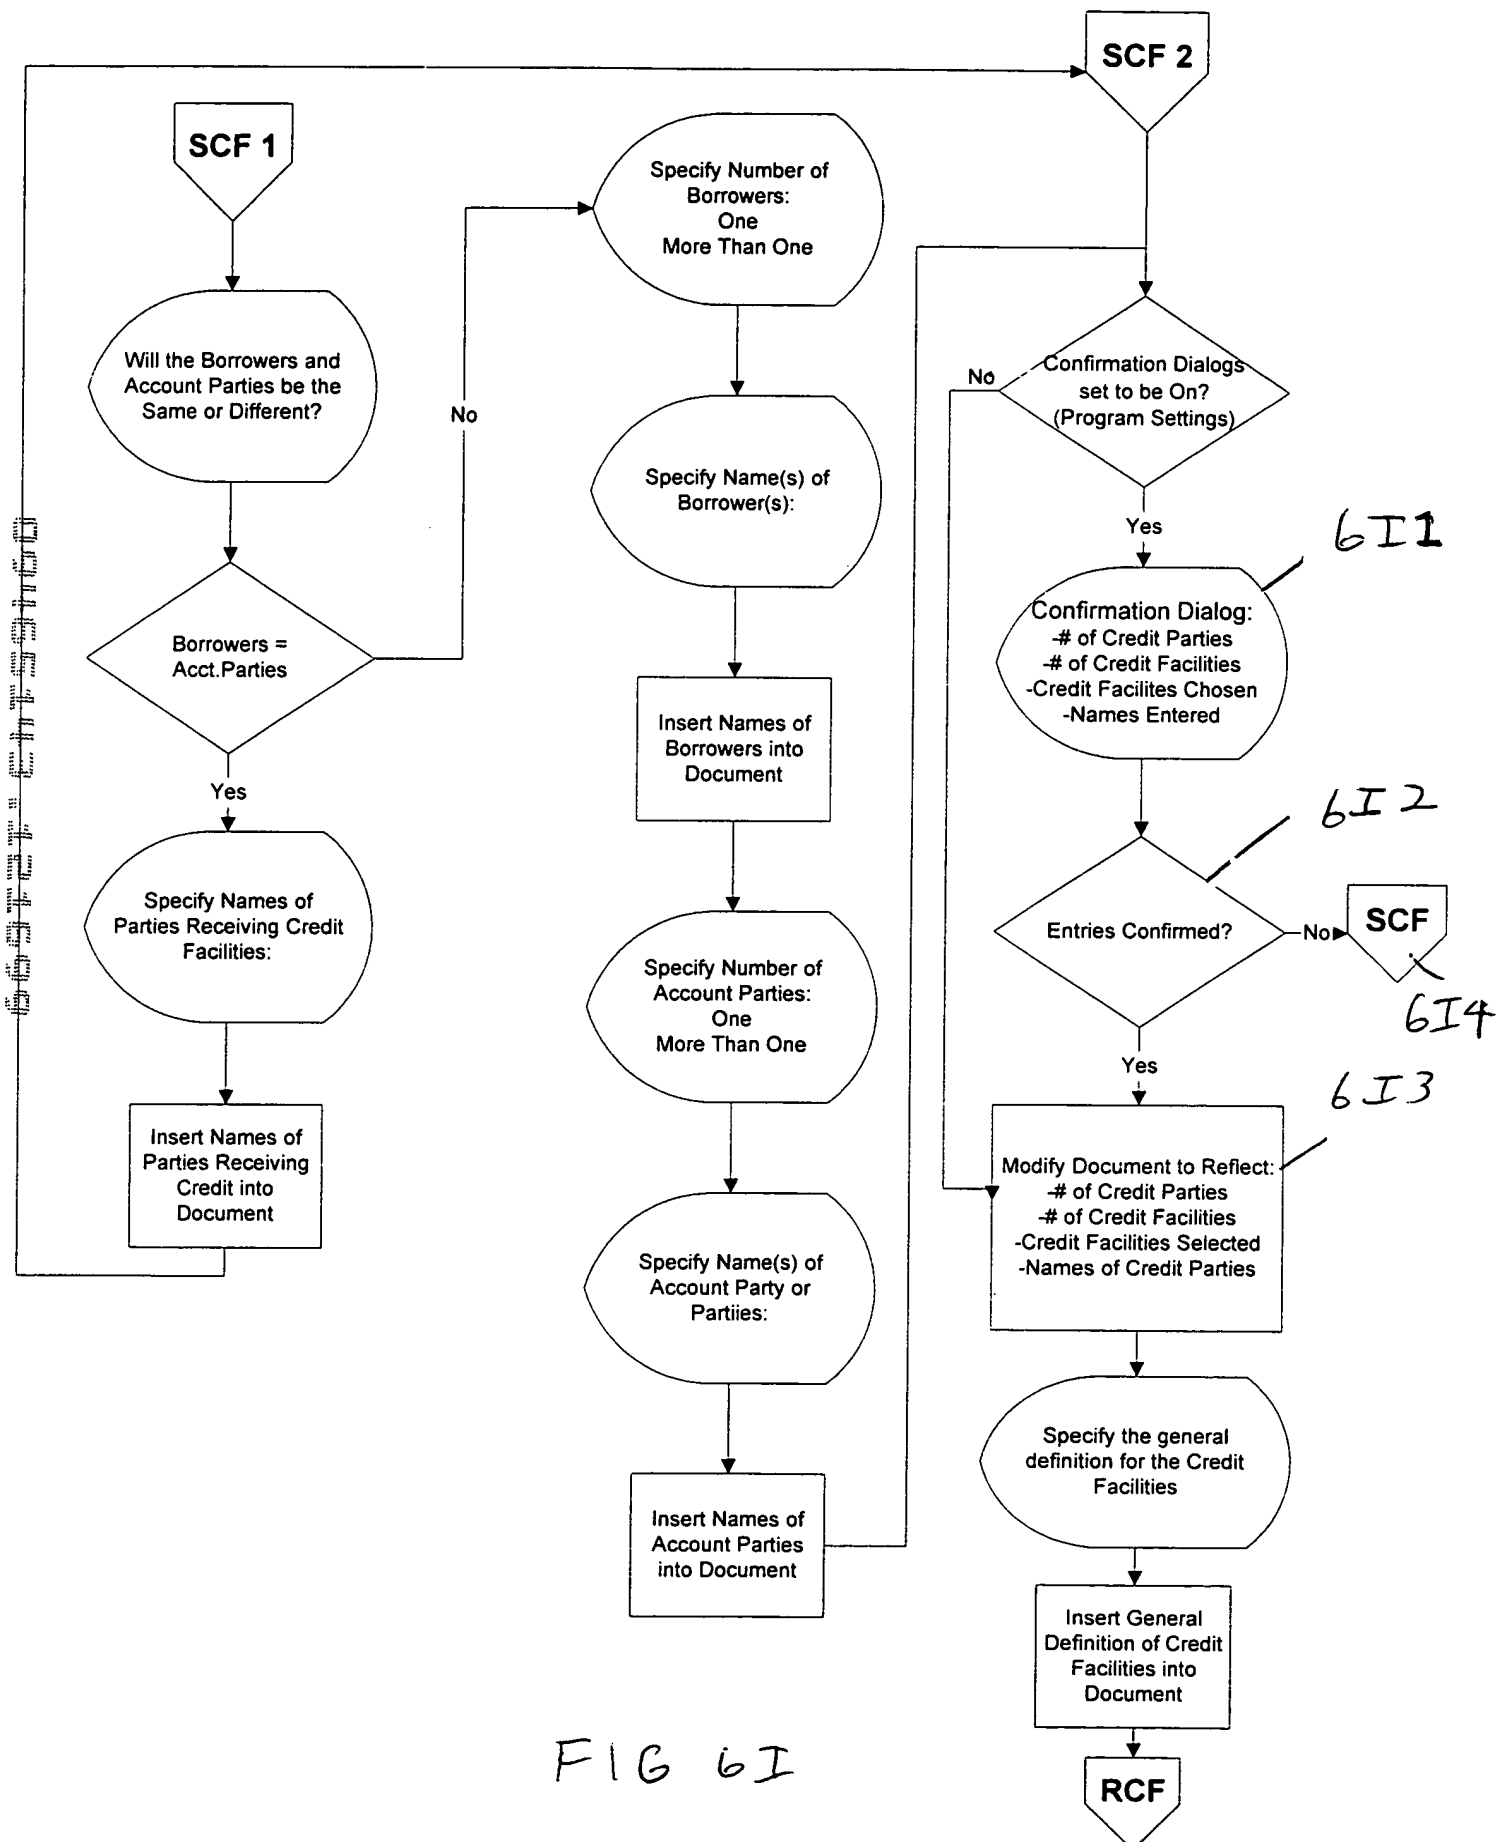 SCF 2
SCF 1
Will the Borrowers and
Account Parties be the
Same or Different?
Borrowers =
Acct.Parties
No
Yes
Specify Names of
Parties Receiving Credit
Facilities:
Insert Names of
Parties Receiving
Credit into
Document
Specify Number of
Borrowers:
One
More Than One
Specify Name(s) of
Borrower(s):
Insert Names of
Borrowers into
Document
Specify Number of
Account Parties:
One
More Than One
Specify Name(s) of
Account Party or
Partiies:
Insert Names of
Account Parties
into Document
Confirmation Dialogs
set to be On?
(Program Settings)
No
Yes
6I1
Confirmation Dialog:
-# of Credit Parties
-# of Credit Facilities
-Credit Facilites Chosen
-Names Entered
6I2
Entries Confirmed?
No
SCF
6I4
Yes
6I3
Modify Document to Reflect:
-# of Credit Parties
-# of Credit Facilities
-Credit Facilities Selected
-Names of Credit Parties
Specify the general
definition for the Credit
Facilities
Insert General
Definition of Credit
Facilities into
Document
RCF
FIG 6I